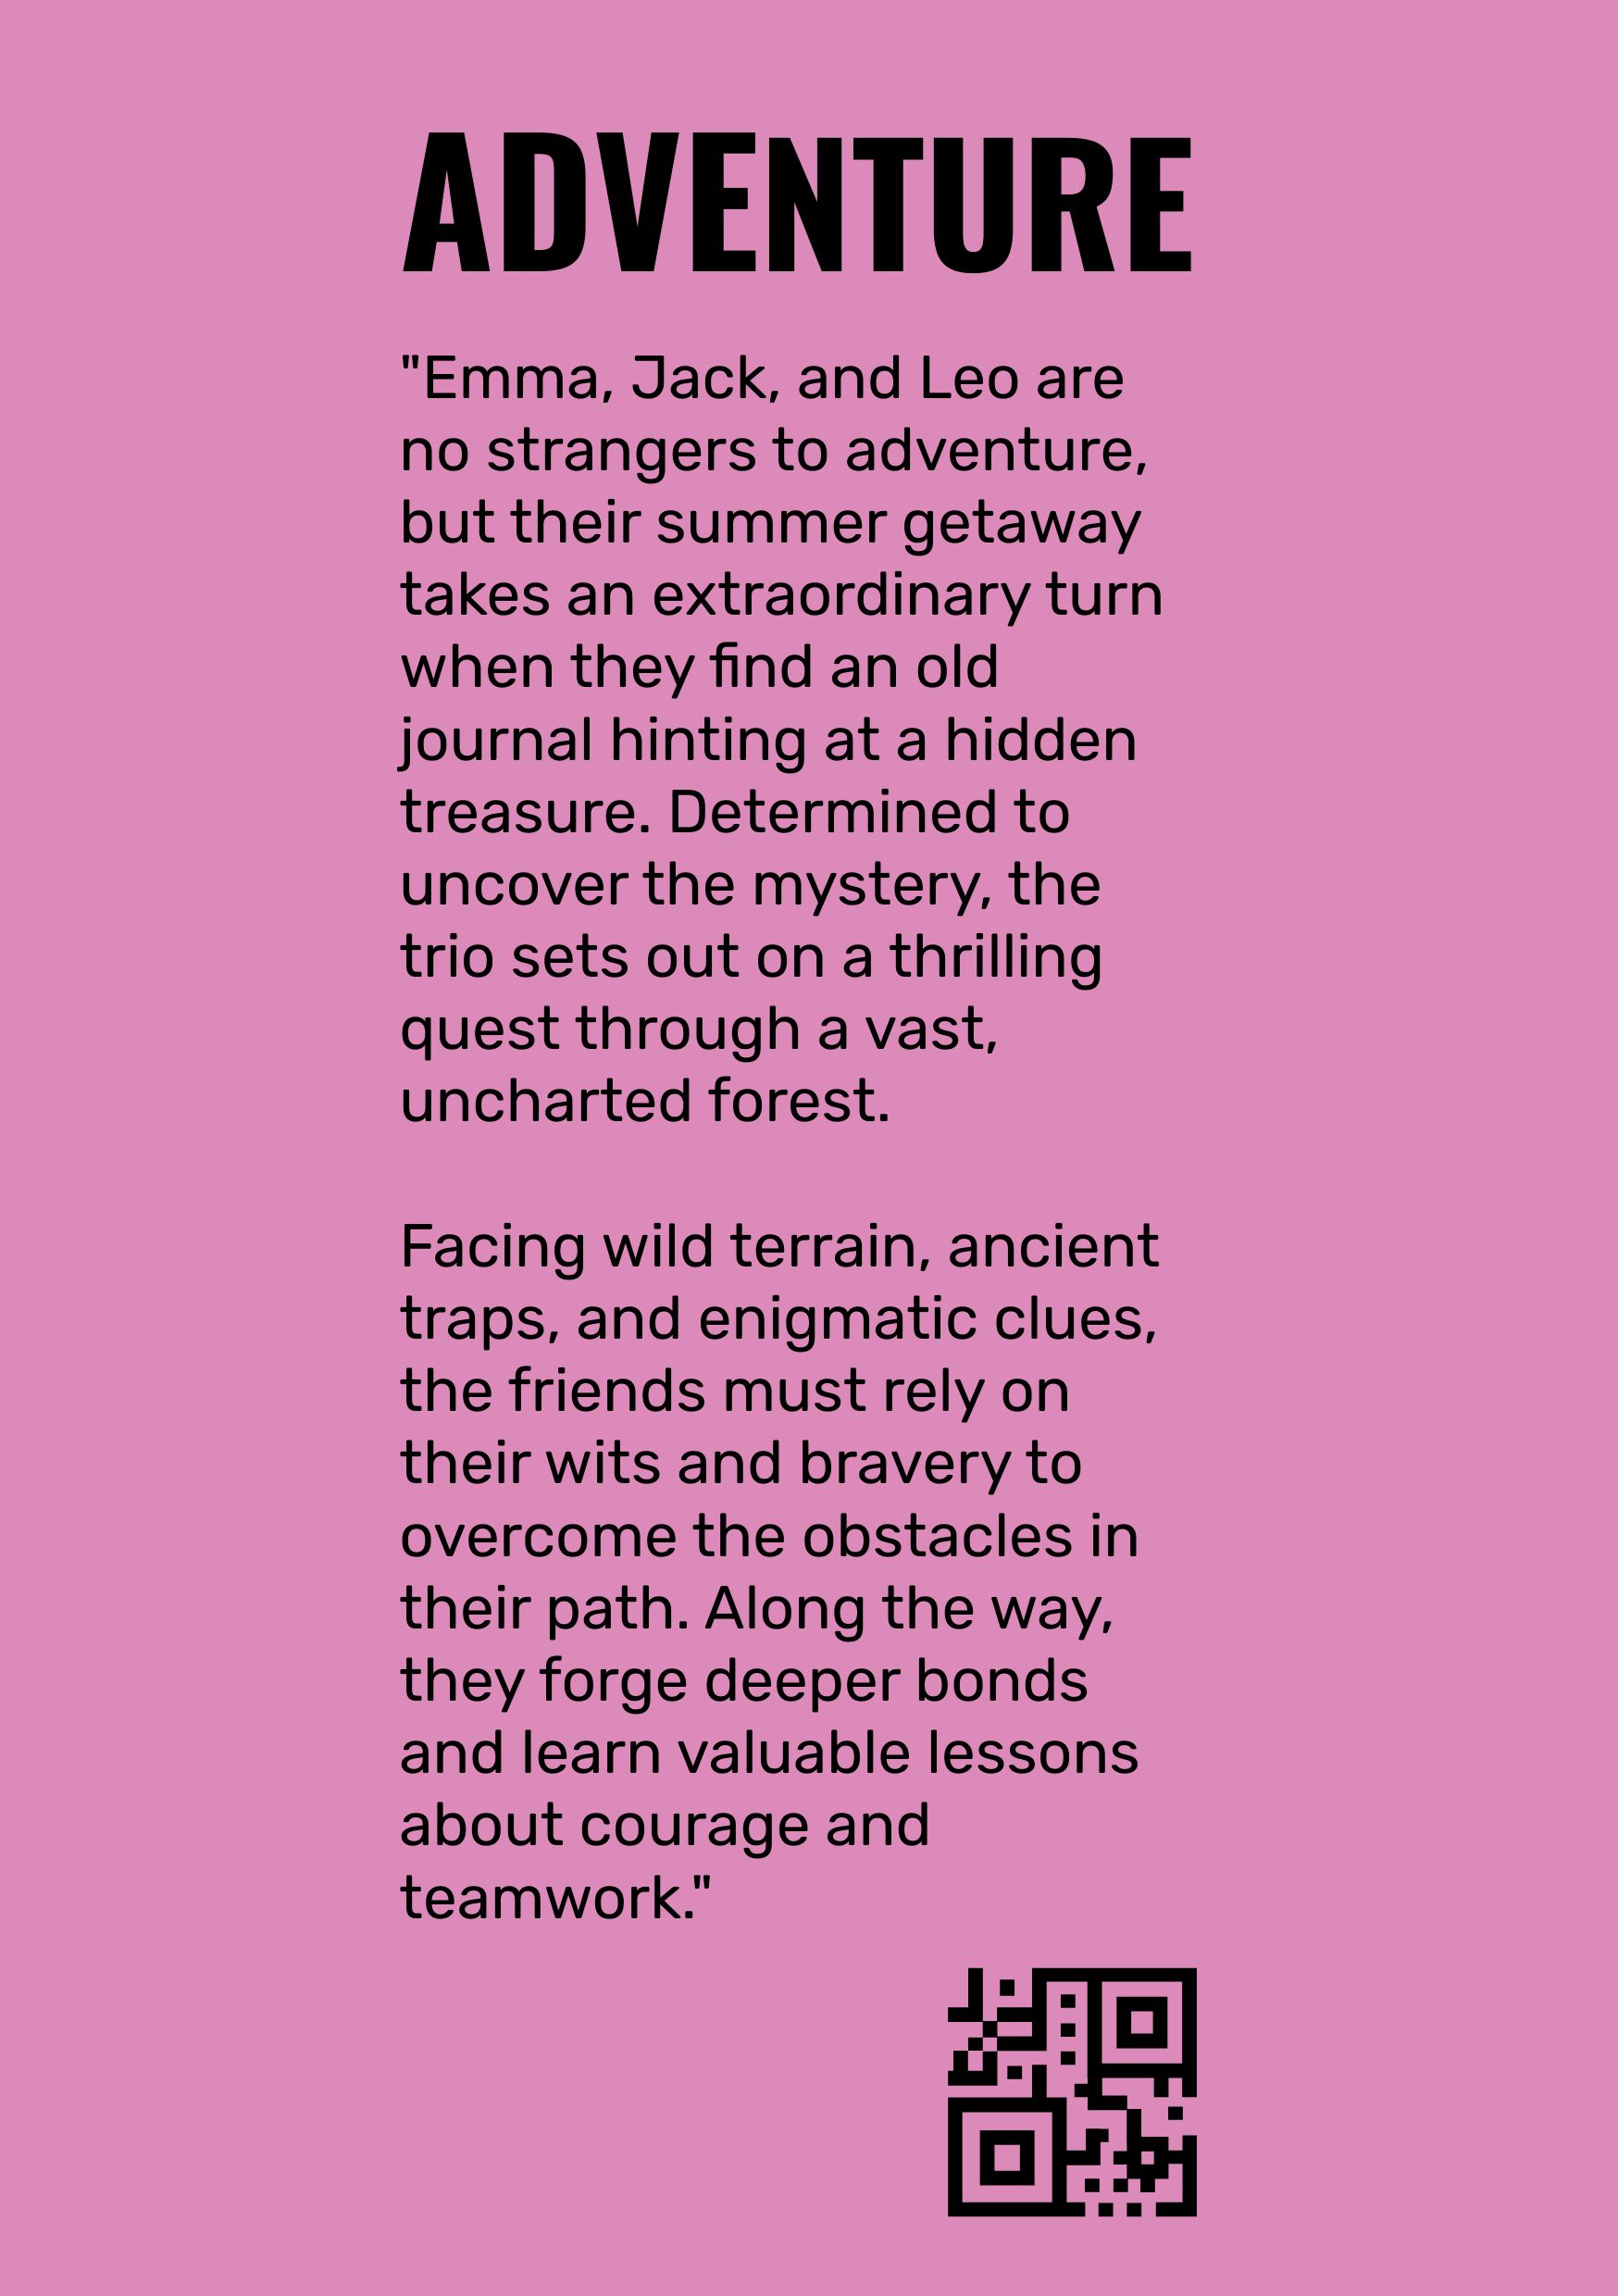 ADVENTURE
"Emma, Jack, and Leo are
no strangers to adventure,
but their summer getaway
takes an extraordinary turn
when they find an old
journal hinting at a hidden
treasure. Determined to
uncover the mystery, the
trio sets out on a thrilling
quest through a vast,
uncharted forest.
Facing wild terrain, ancient
traps, and enigmatic clues,
the friends must rely on
their wits and bravery to
overcome the obstacles in
their path. Along the way,
they forge deeper bonds
and learn valuable lessons
about courage and
teamwork."